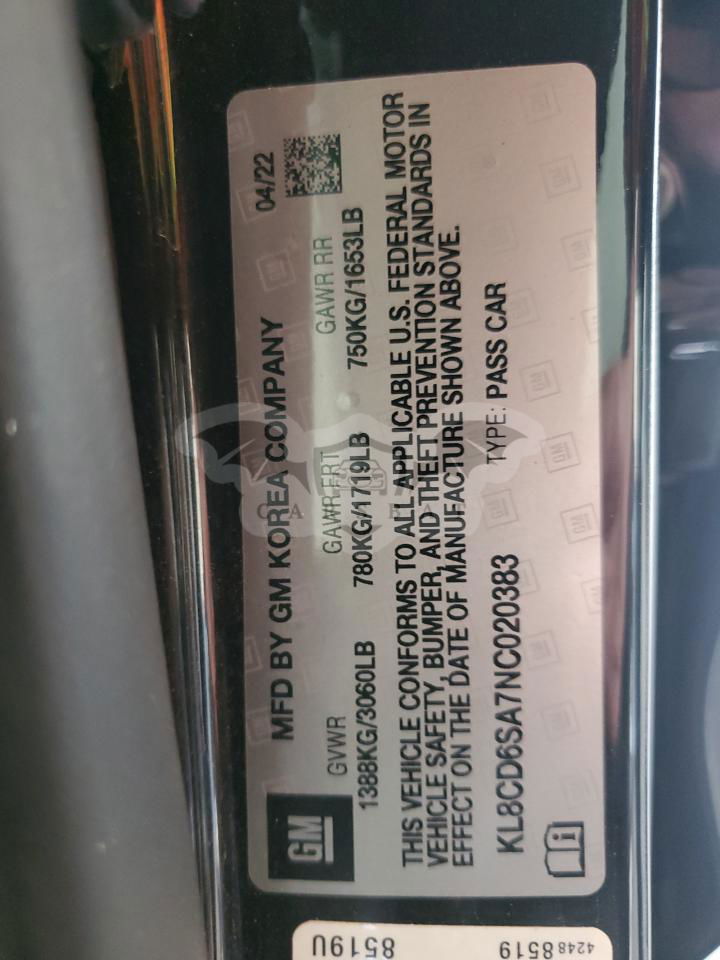 GM
MFD BY GM KOREA COMPANY 04/22
GVWR GAWR FRT GAWR RR
1388KG/3060LB 780KG/1719LB 750KG/1653LB
THIS VEHICLE CONFORMS TO ALL APPLICABLE U.S. FEDERAL MOTOR
VEHICLE SAFETY, BUMPER, AND THEFT PREVENTION STANDARDS IN
EFFECT ON THE DATE OF MANUFACTURE SHOWN ABOVE.
KL8CD6SA7NC020383 TYPE: PASS CAR
42488519
8519U